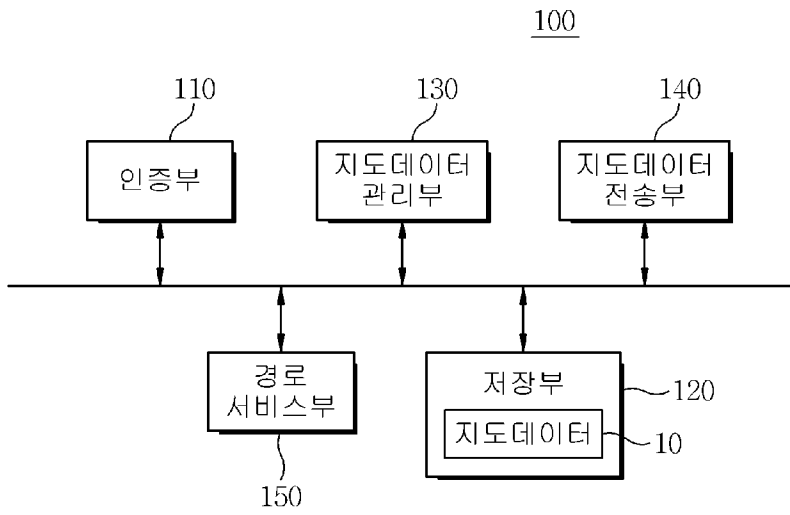 100
110
130
140
인증부
지도데이터
관리부
지도데이터
전송부
경로
서비스부
저장부
120
지도데이터
10
150